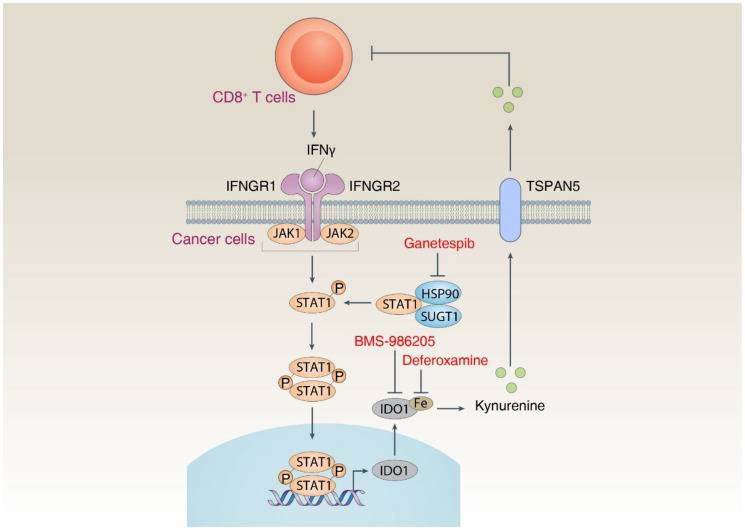 CD8⁺ T cells
IFNγ
IFNGR1
IFNGR2
TSPAN5
JAK1
JAK2
Cancer cells
Ganetespib
P
STAT1
STAT1
HSP90
SUGT1
BMS-986205
Deferoxamine
STAT1
P
P
STAT1
IDO1
Fe
Kynurenine
STAT1
P
P
STAT1
IDO1